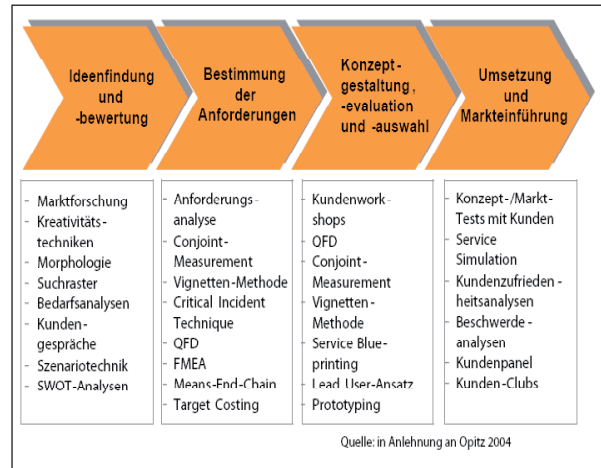 Ideenfindung
und
-bewertung
Bestimmung
der
Anforderungen
Konzept-
gestaltung,
-evaluation
und -auswahl
Umsetzung
und
Markteinführung
- Marktforschung
- Kreativitäts-
techniken
- Morphologie
- Suchraster
- Bedarfsanalysen
- Kunden-
gespräche
- Szenariotechnik
- SWOT-Analysen
- Anforderungs-
analyse
- Conjoint-
Measurement
- Vignetten-Methode
- Critical Incident
Technique
- QFD
- FMEA
- Means-End-Chain
- Target Costing
- Kundenwork-
shops
- QFD
- Conjoint-
Measurement
- Vignetten-
Methode
- Service Blue-
printing
- Lead User-Ansatz
- Prototyping
- Konzept-/Markt-
Tests mit Kunden
- Service
Simulation
- Kundenzufrieden-
heitsanalysen
- Beschwerde-
analysen
- Kundenpanel
- Kunden-Clubs
Quelle: in Anlehnung an Opitz 2004